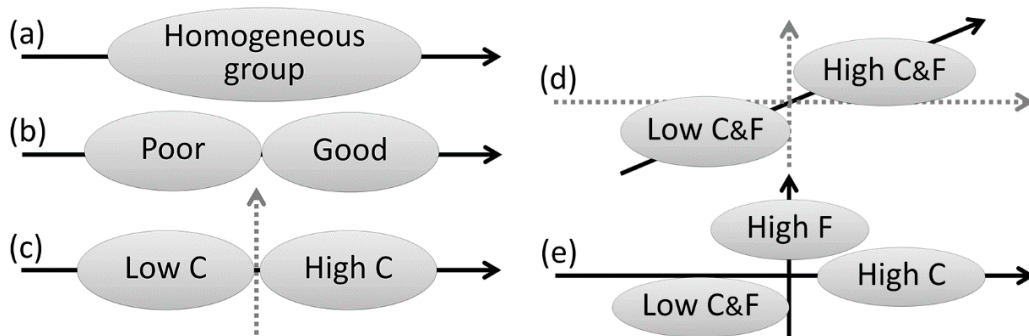 (a)
Homogeneous
group
(b)
Poor
Good
(c)
Low C
High C
(d)
High C&F
Low C&F
High F
(e)
High C
Low C&F